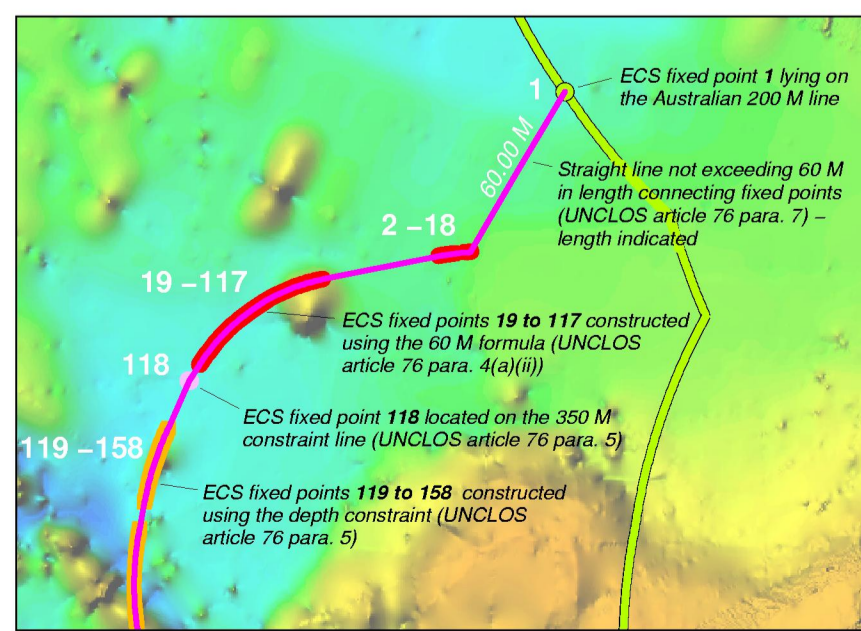 1
ECS fixed point 1 lying on
the Australian 200 M line
60.00 M
Straight line not exceeding 60 M
in length connecting fixed points
(UNCLOS article 76 para. 7) –
length indicated
2 –18
19 –117
ECS fixed points 19 to 117 constructed
using the 60 M formula (UNCLOS
article 76 para. 4(a)(ii))
118
ECS fixed point 118 located on the 350 M
constraint line (UNCLOS article 76 para. 5)
119 –158
ECS fixed points 119 to 158 constructed
using the depth constraint (UNCLOS
article 76 para. 5)